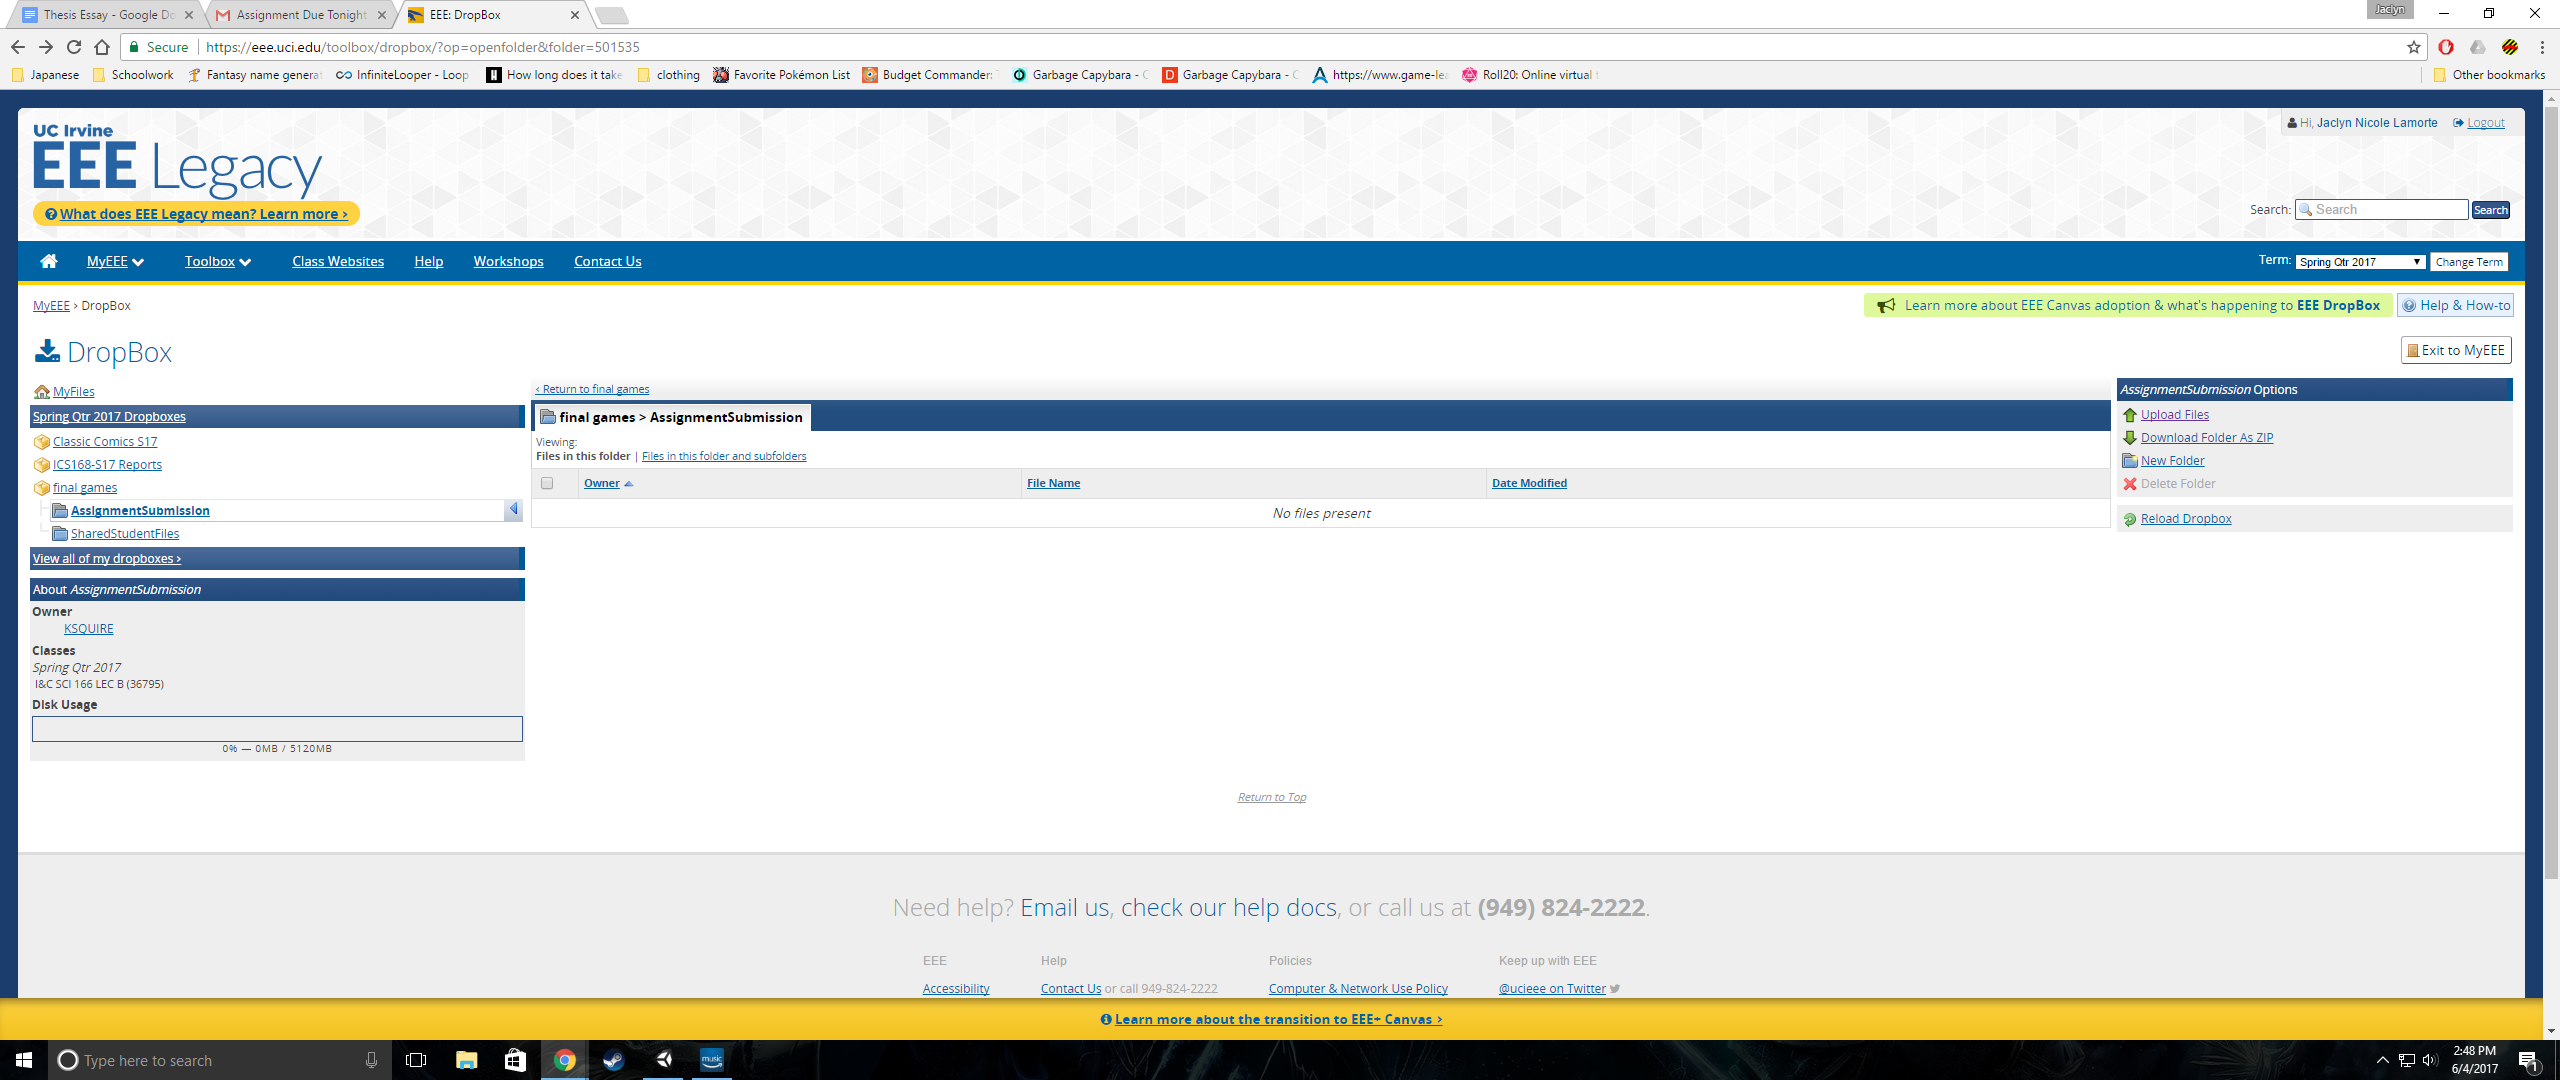 Thesis Essay - Google Do
Assignment Due Tonight
EEE: DropBox
Jaclyn
Secure
https://eee.uci.edu/toolbox/dropbox/?op=openfolder&folder=501535
Japanese
Schoolwork
Fantasy name generat
InfiniteLooper - Loop
How long does it take
clothing
Favorite Pokémon List
Budget Commander:
Garbage Capybara - C
Garbage Capybara - C
https://www.game-lea
Roll20: Online virtual
Other bookmarks
UC Irvine
EEE Legacy
What does EEE Legacy mean? Learn more ›
Hi, Jaclyn Nicole Lamorte
Logout
Search: Search Search
MyEEE Toolbox Class Websites Help Workshops Contact Us
Term: Spring Qtr 2017 Change Term
MyEEE › DropBox
Learn more about EEE Canvas adoption & what's happening to EEE DropBox
Help & How-to
DropBox
Exit to MyEEE
MyFiles
Spring Qtr 2017 Dropboxes
Classic Comics S17
ICS168-S17 Reports
final games
AssignmentSubmission
SharedStudentFiles
View all of my dropboxes ›
About AssignmentSubmission
Owner
KSQUIRE
Classes
Spring Qtr 2017
I&C SCI 166 LEC B (36795)
Disk Usage
0% — 0MB / 5120MB
‹ Return to final games
final games > AssignmentSubmission
Viewing:
Files in this folder | Files in this folder and subfolders
Owner File Name Date Modified
No files present
AssignmentSubmission Options
Upload Files
Download Folder As ZIP
New Folder
Delete Folder
Reload Dropbox
Return to Top
Need help? Email us, check our help docs, or call us at (949) 824-2222.
EEE Help Policies Keep up with EEE
Accessibility Contact Us or call 949-824-2222 Computer & Network Use Policy @ucieee on Twitter
Learn more about the transition to EEE+ Canvas ›
Type here to search
music
2:48 PM
6/4/2017
1